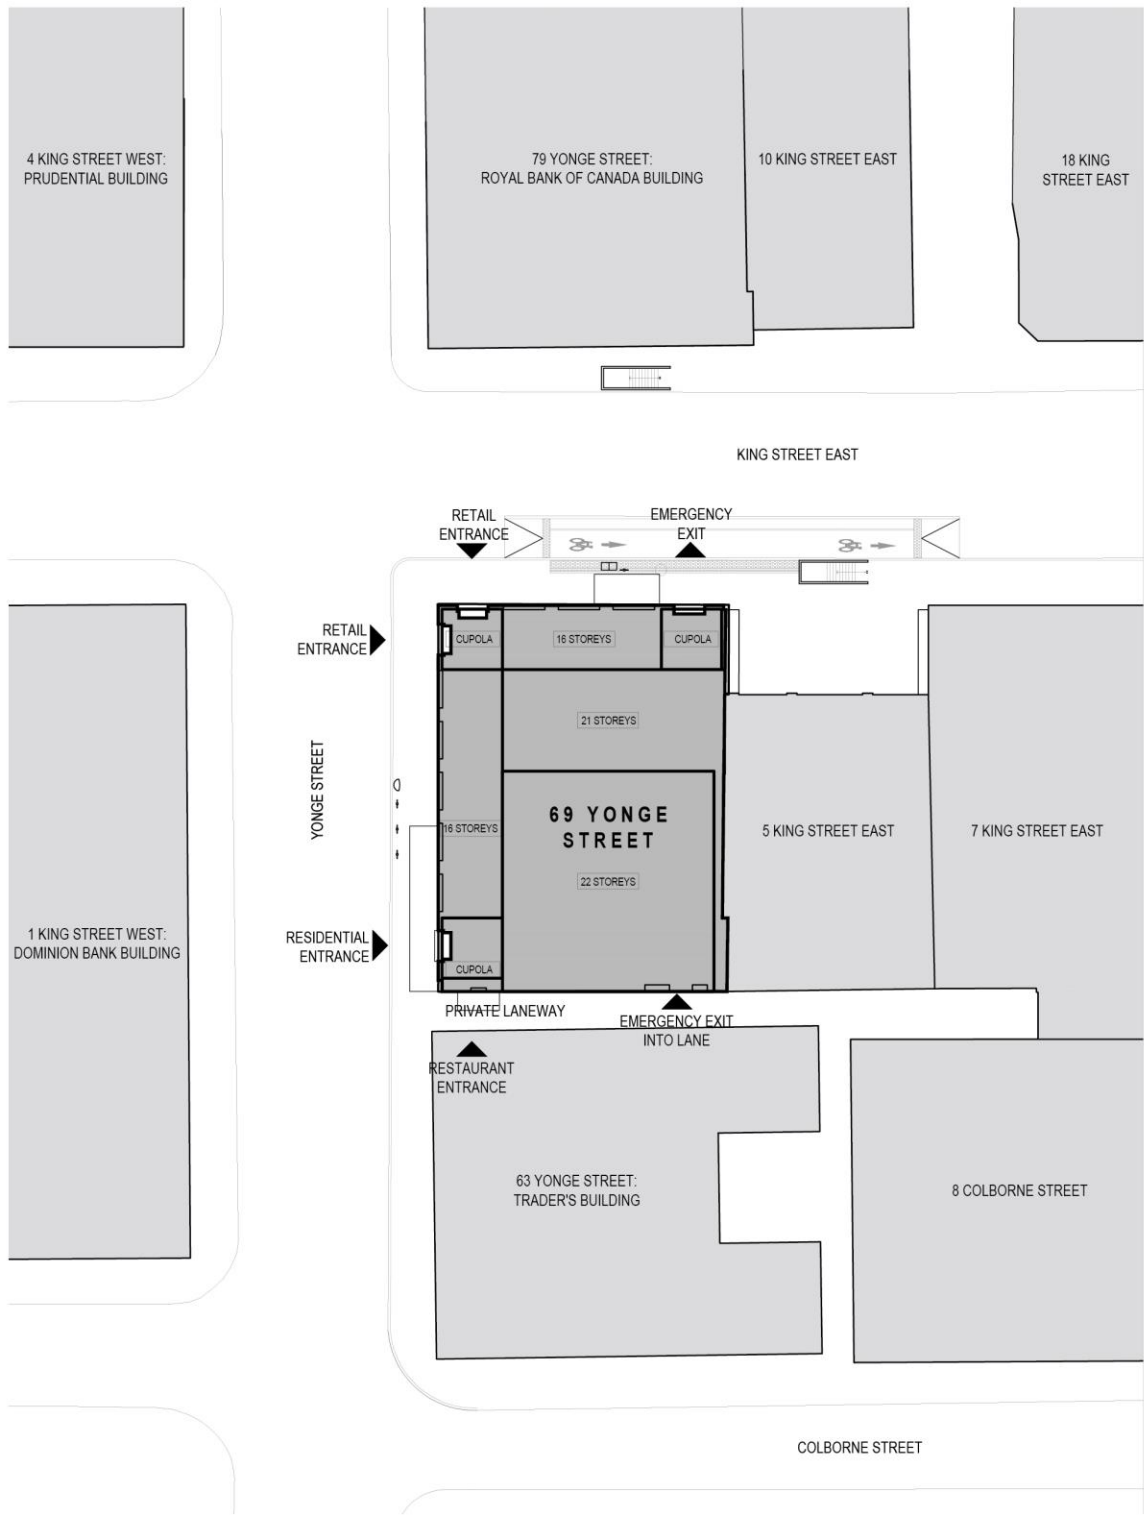 4 KING STREET WEST:
PRUDENTIAL BUILDING
79 YONGE STREET:
ROYAL BANK OF CANADA BUILDING
10 KING STREET EAST
18 KING
STREET EAST
KING STREET EAST
RETAIL
ENTRANCE
EMERGENCY
EXIT
RETAIL
ENTRANCE
CUPOLA
16 STOREYS
CUPOLA
21 STOREYS
YONGE STREET
69 YONGE
STREET
16 STOREYS
5 KING STREET EAST
7 KING STREET EAST
22 STOREYS
1 KING STREET WEST:
DOMINION BANK BUILDING
RESIDENTIAL
ENTRANCE
CUPOLA
PRIVATE LANEWAY
EMERGENCY EXIT
INTO LANE
RESTAURANT
ENTRANCE
63 YONGE STREET:
TRADER'S BUILDING
8 COLBORNE STREET
COLBORNE STREET